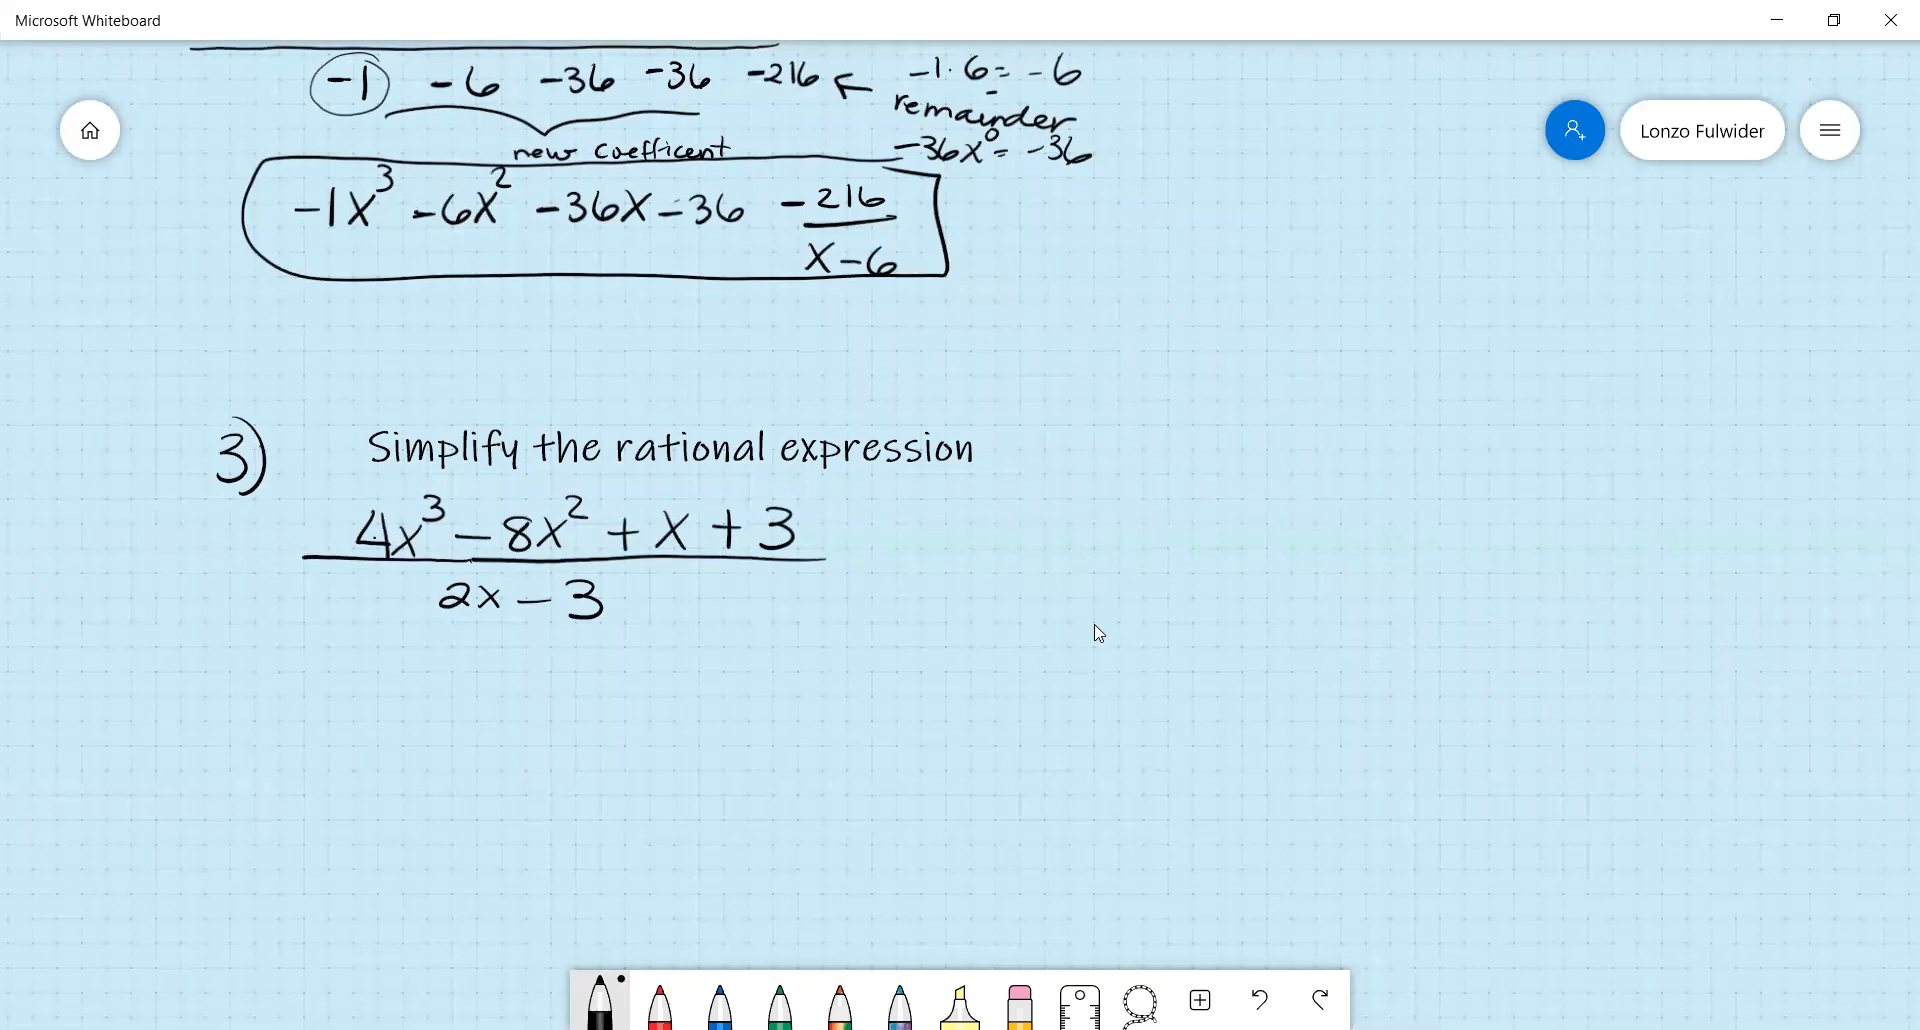 Microsoft Whiteboard
-1 -6 -36 -36 -216 ← -1·6 = -6
remainder
new coefficent
-36x⁰ = -36
-1x³ -6x² -36x -36 -216
x-6
Lonzo Fulwider
3) Simplify the rational expression
4x³ - 8x² + x + 3
2x - 3